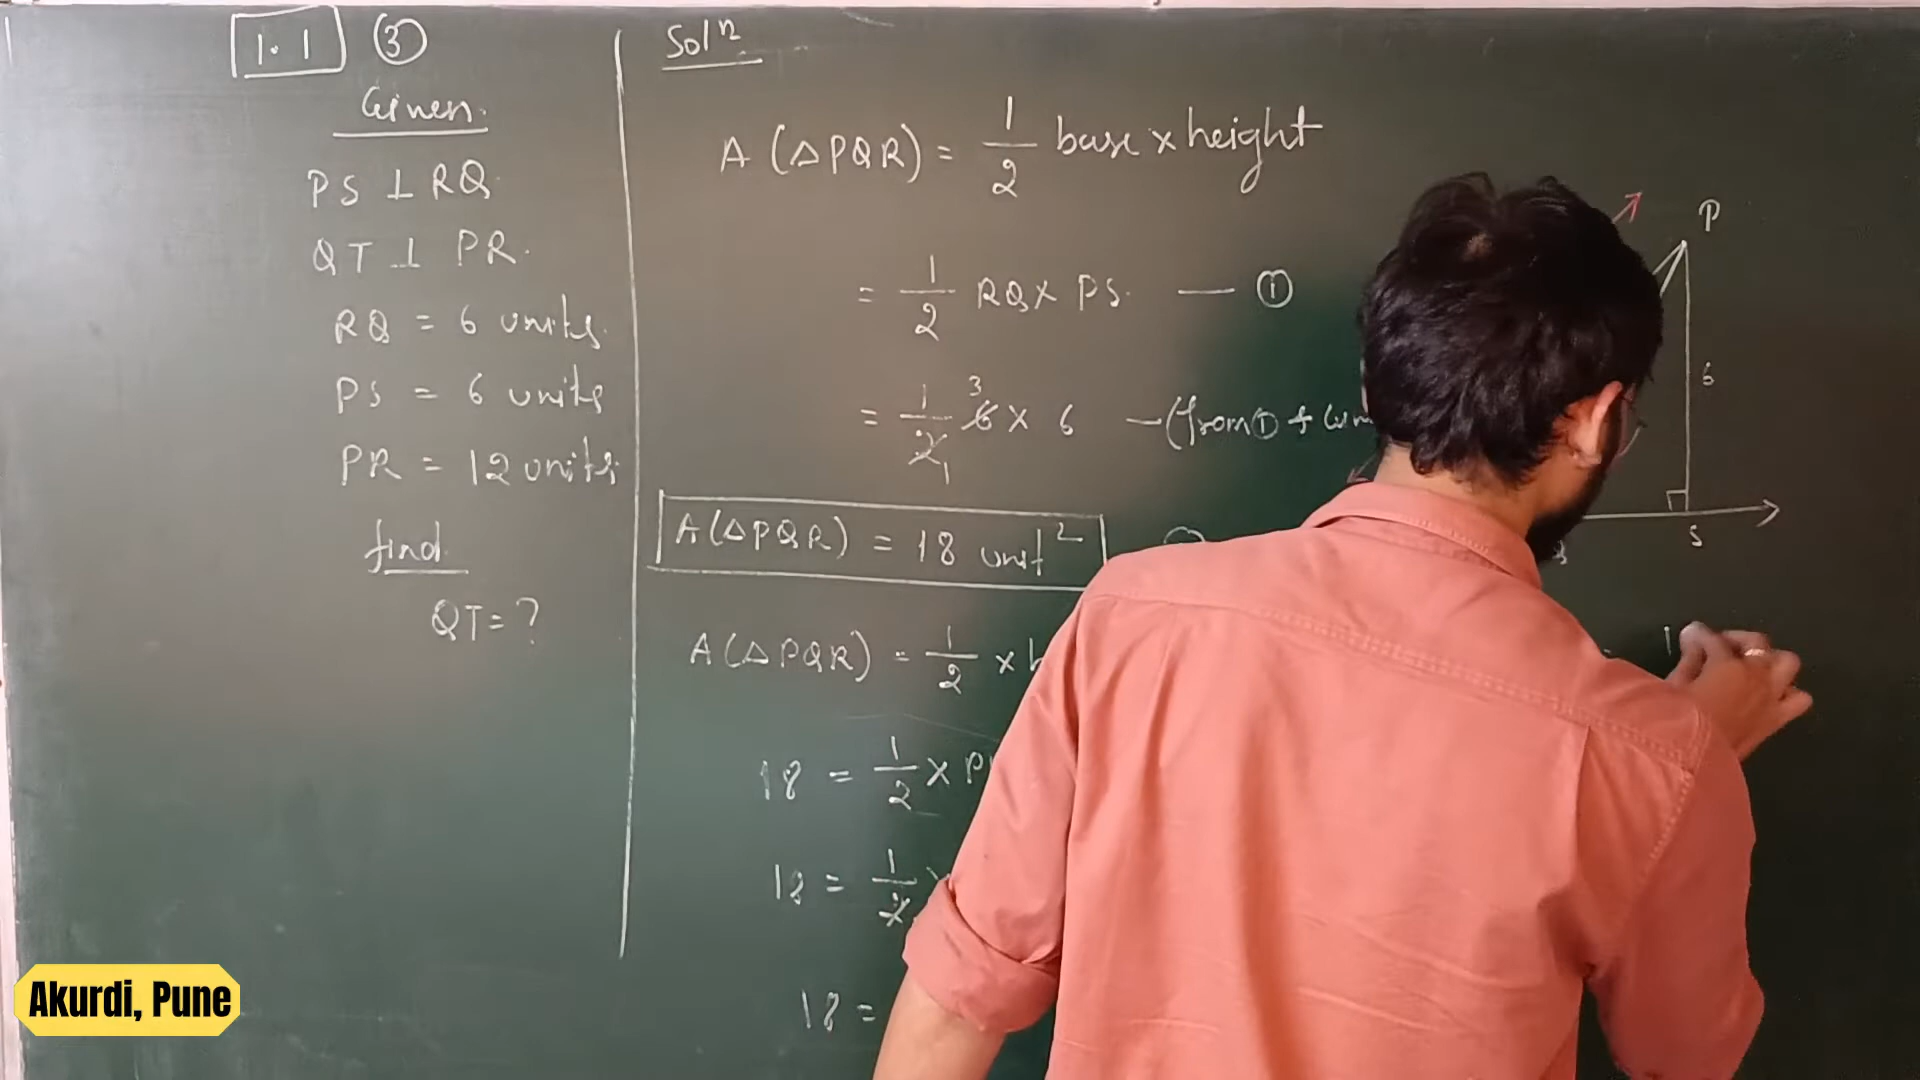 1.1 ③
Given.
PS ⊥ RQ
QT ⊥ PR.
RQ = 6 units.
PS = 6 units
PR = 12 units
find
QT = ?
Solⁿ
A (△PQR) = 1/2 base × height
= 1/2 RQ × PS. — ①
= 1/2 6 × 6 — (from ① +
3
1
A(△PQR) = 18 unit²
A(△PQR) = 1/2 ×
18 = 1/2 × P
18 = 1/2
18 =
P
6
S
Akurdi, Pune